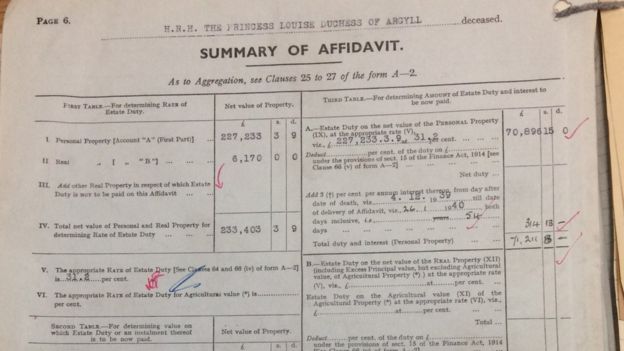 PAGE 6.
H.R.H. THE PRINCESS LOUISE DUCHESS OF ARGYLL deceased.
SUMMARY OF AFFIDAVIT.
As to Aggregation, see Clauses 25 to 27 of the form A—2.
FIRST TABLE.—For determining RATE of
Estate Duty.
Net value of Property.
£ s. d.
I. Personal Property [Account "A" (First Part)] ... 227,233 3 9
II Real „ [ „ "B" ] ... ... 6,170 0 0
III. Add other Real Property in respect of which Estate
Duty is NOT to be paid on this Affidavit ... ...
IV. Total net value of Personal and Real Property for
determining Rate of Estate Duty ... ... 233,403 3 9
V. The appropriate RATE of Estate Duty [See Clauses 64 and 66 (iv) of form A—2]
is 31.2 per cent.
VI. The appropriate RATE of Estate Duty for Agricultural value (*) is
per cent.
SECOND TABLE.—For determining value on
which Estate Duty or an instalment thereof
is to be paid.
Net value of Property.
THIRD TABLE.—For determining AMOUNT of Estate Duty and interest to
be now paid.
£ s. d.
A.—Estate Duty on the net value of the PERSONAL PROPERTY
(IX), at the appropriate rate (V),
viz., £ 227,233.3.9 at 31.2 per cent. ... ... ... 70,896 15 0
Deduct per cent. of the duty on £
under the provisions of sect. 15 of the Finance Act, 1914 [see
Clause 66 (v) of form A—2] ... ...
Net duty ...
Add 3 (†) per cent per annum interest thereon from day after
date of death, viz. 4. 12. 1939 till date
of delivery of Affidavit, viz. 26. 1 1940 both
days inclusive, i.e. years 54
days ... 314 13 —
Total duty and interest (Personal Property) ... 71,211 8 —
B.—Estate Duty on the net value of the REAL PROPERTY (XII)
(including Excess Principal value, but excluding Agricultural
value, of Agricultural Property (*) ) at the appropriate rate
(V), viz., £ at per cent. ...
Estate Duty on the Agricultural value (XI) of the
Agricultural Property (*) at the appropriate rate (VI), viz.,
£ at per cent. ...
Total ...
Deduct per cent. of the duty on £
under the provisions of sect. 15 of the Finance Act, 1914